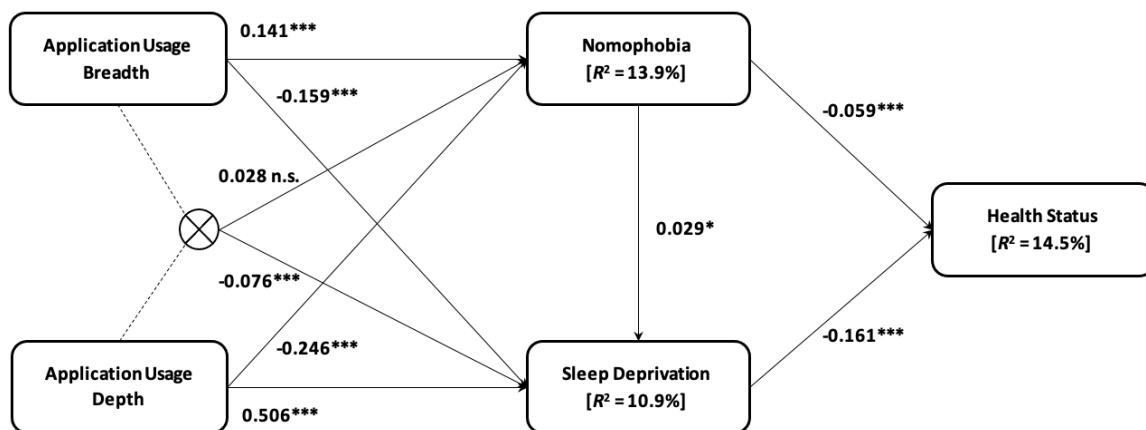 Application Usage
Breadth
0.141***
Nomophobia
[R² = 13.9%]
-0.159***
-0.059***
0.028 n.s.
0.029*
Health Status
[R² = 14.5%]
-0.076***
-0.246***
-0.161***
Application Usage
Depth
Sleep Deprivation
[R² = 10.9%]
0.506***